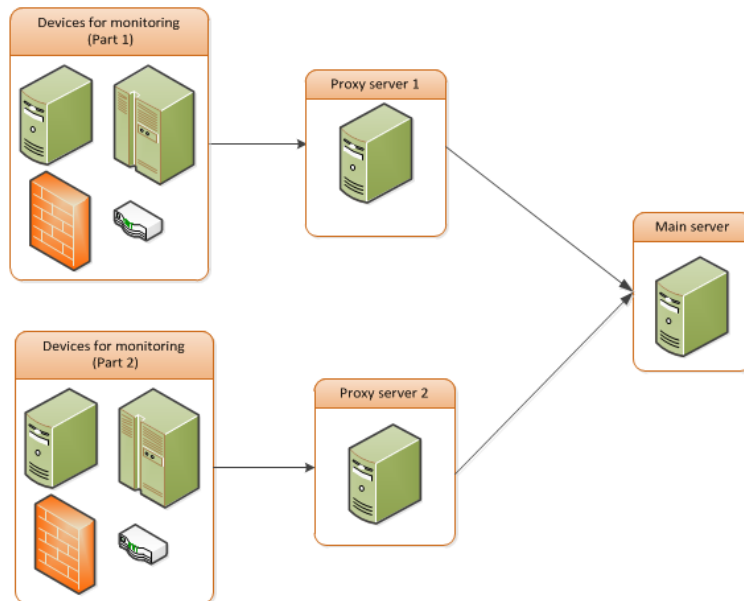 Devices for monitoring
(Part 1)
Proxy server 1
Main server
Devices for monitoring
(Part 2)
Proxy server 2